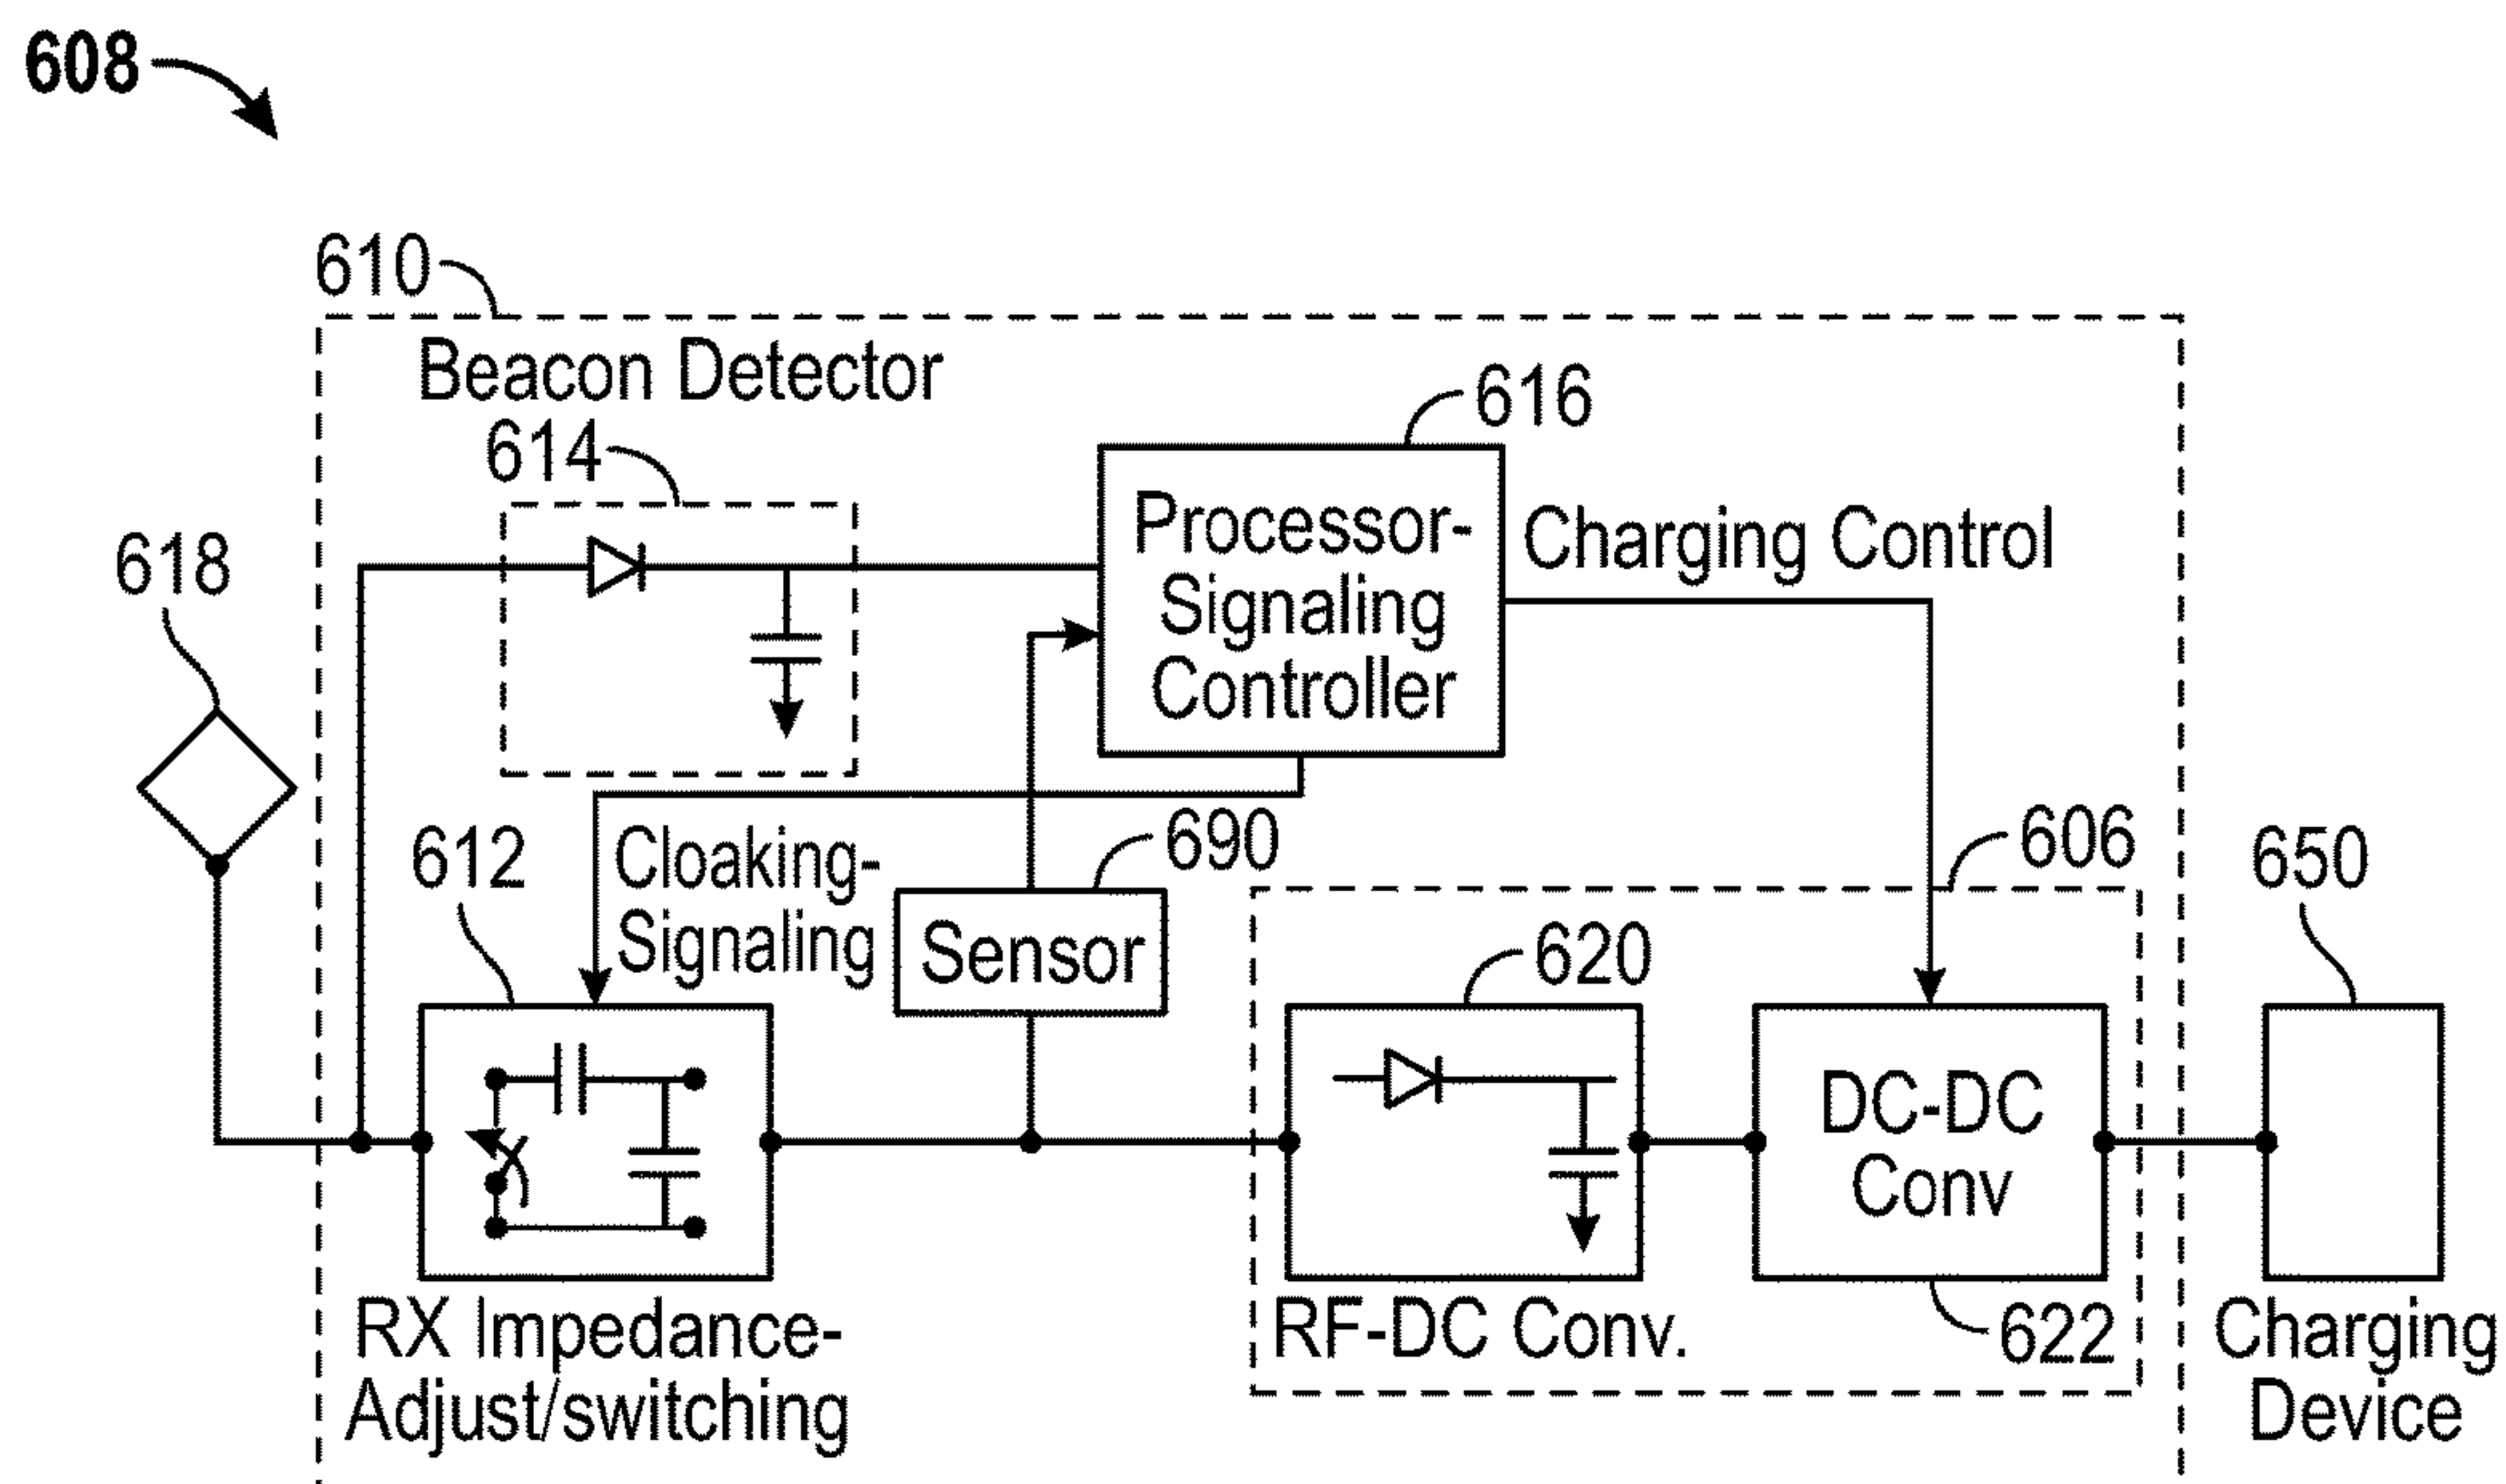 608
610
Beacon Detector
614
616
Processor-
Signaling
Controller
Charging Control
618
612
Cloaking-
Signaling
690
Sensor
606
650
620
DC-DC
Conv
622
RX Impedance-
Adjust/switching
RF-DC Conv.
Charging
Device